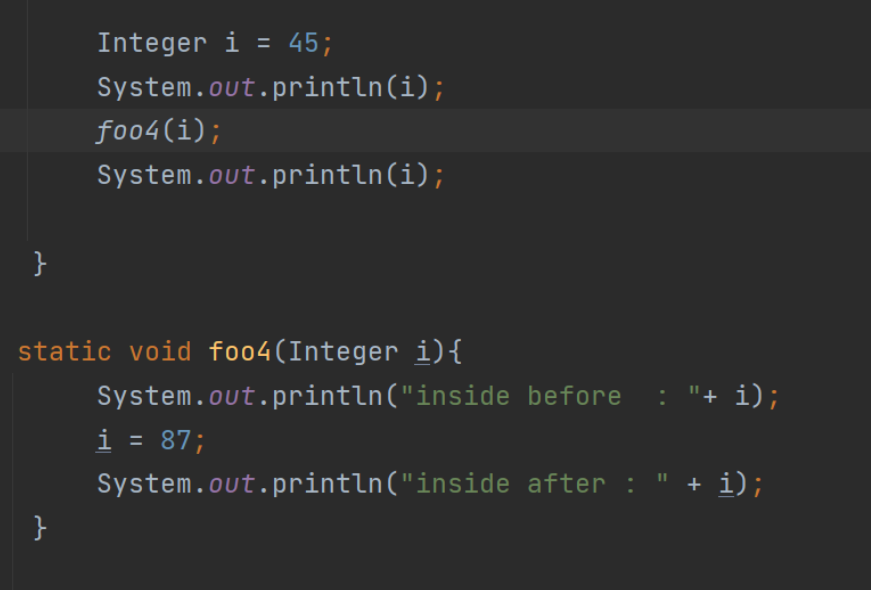 Integer i = 45;
System.out.println(i);
foo4(i);
System.out.println(i);
}
static void foo4(Integer i){
System.out.println("inside before  : "+ i);
i = 87;
System.out.println("inside after : " + i);
}